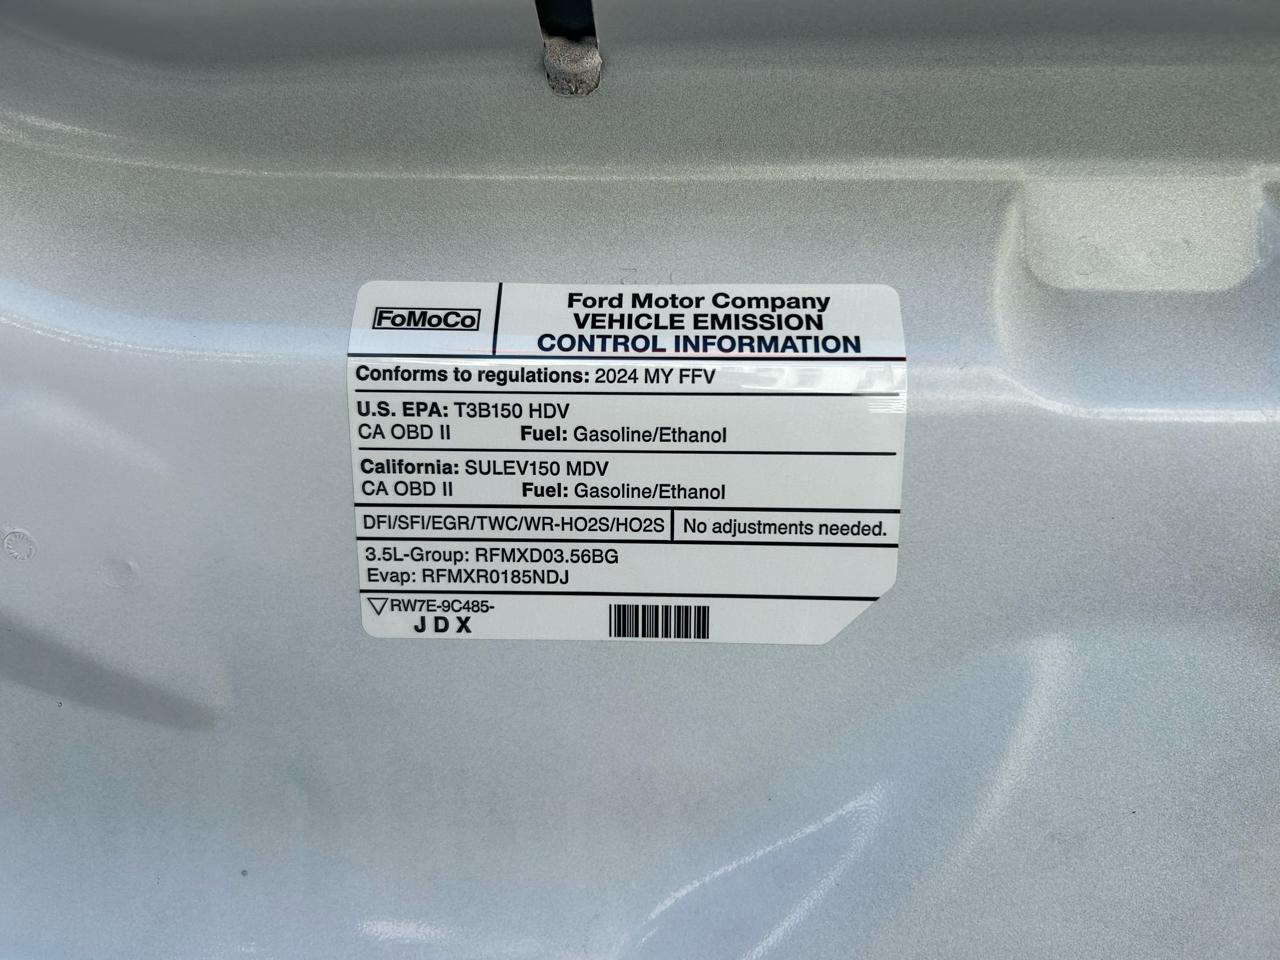 FoMoCo
Ford Motor Company
VEHICLE EMISSION
CONTROL INFORMATION
Conforms to regulations: 2024 MY FFV
U.S. EPA: T3B150 HDV
CA OBD II Fuel: Gasoline/Ethanol
California: SULEV150 MDV
CA OBD II Fuel: Gasoline/Ethanol
DFI/SFI/EGR/TWC/WR-HO2S/HO2S No adjustments needed.
3.5L-Group: RFMXD03.56BG
Evap: RFMXR0185NDJ
RW7E-9C485-
JDX